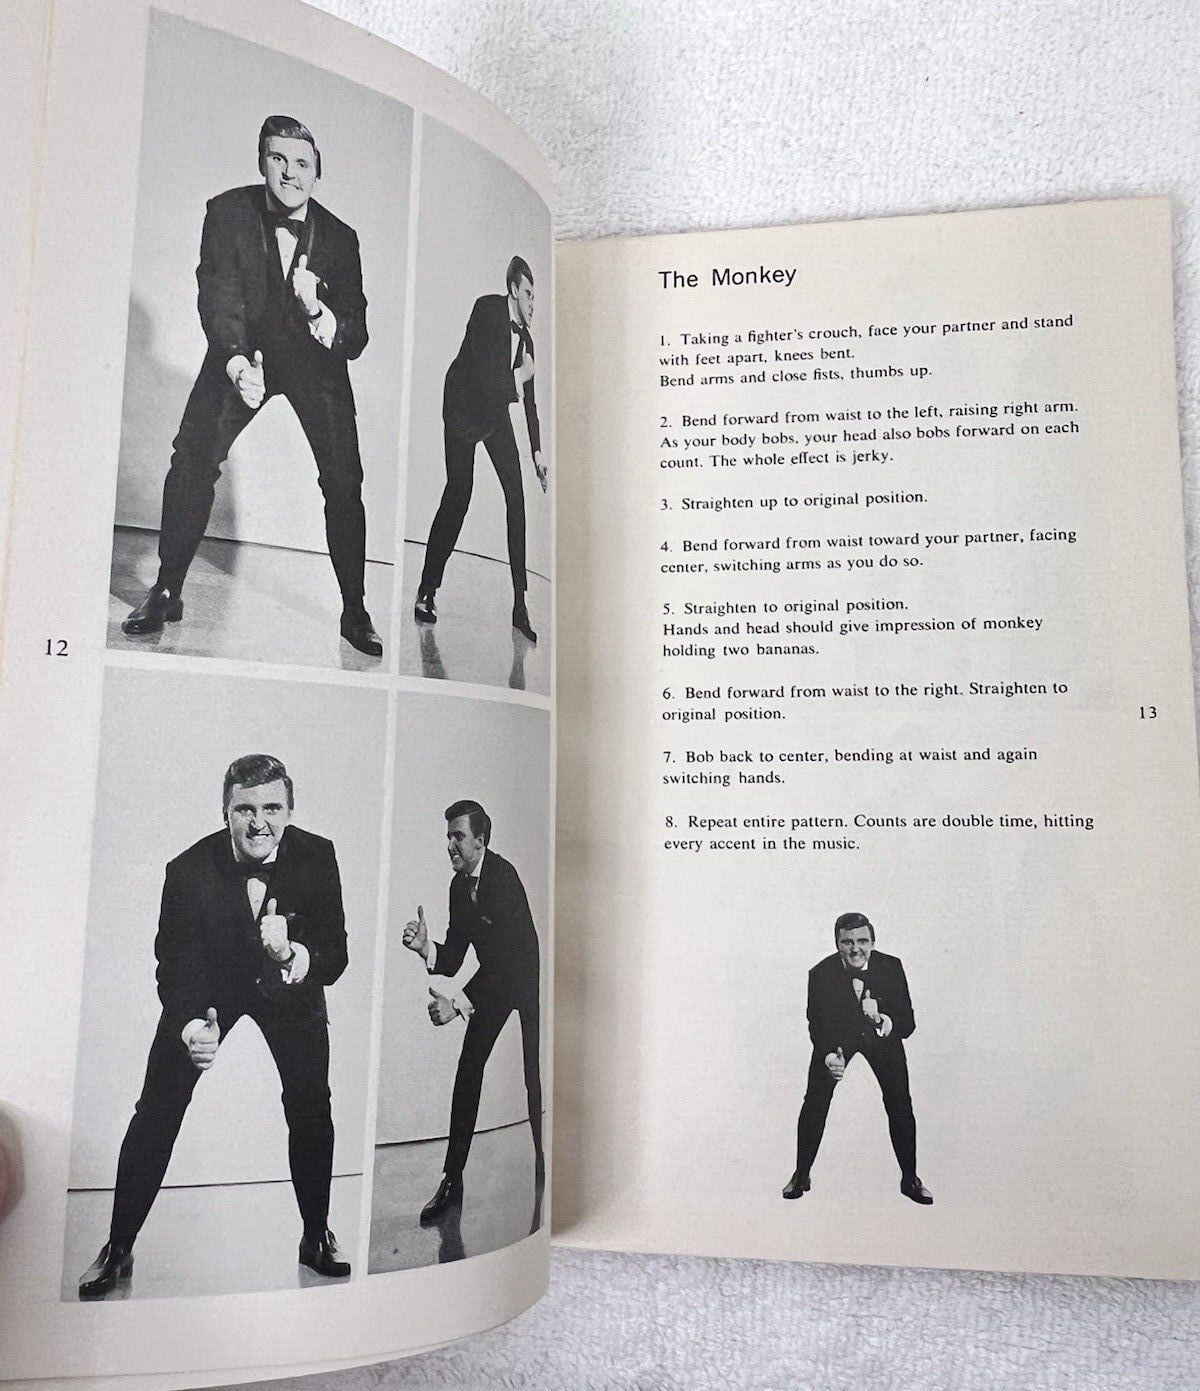 12
The Monkey
1. Taking a fighter's crouch, face your partner and stand
with feet apart, knees bent.
Bend arms and close fists, thumbs up.
2. Bend forward from waist to the left, raising right arm.
As your body bobs, your head also bobs forward on each
count. The whole effect is jerky.
3. Straighten up to original position.
4. Bend forward from waist toward your partner, facing
center, switching arms as you do so.
5. Straighten to original position.
Hands and head should give impression of monkey
holding two bananas.
6. Bend forward from waist to the right. Straighten to
original position.
7. Bob back to center, bending at waist and again
switching hands.
8. Repeat entire pattern. Counts are double time, hitting
every accent in the music.
13